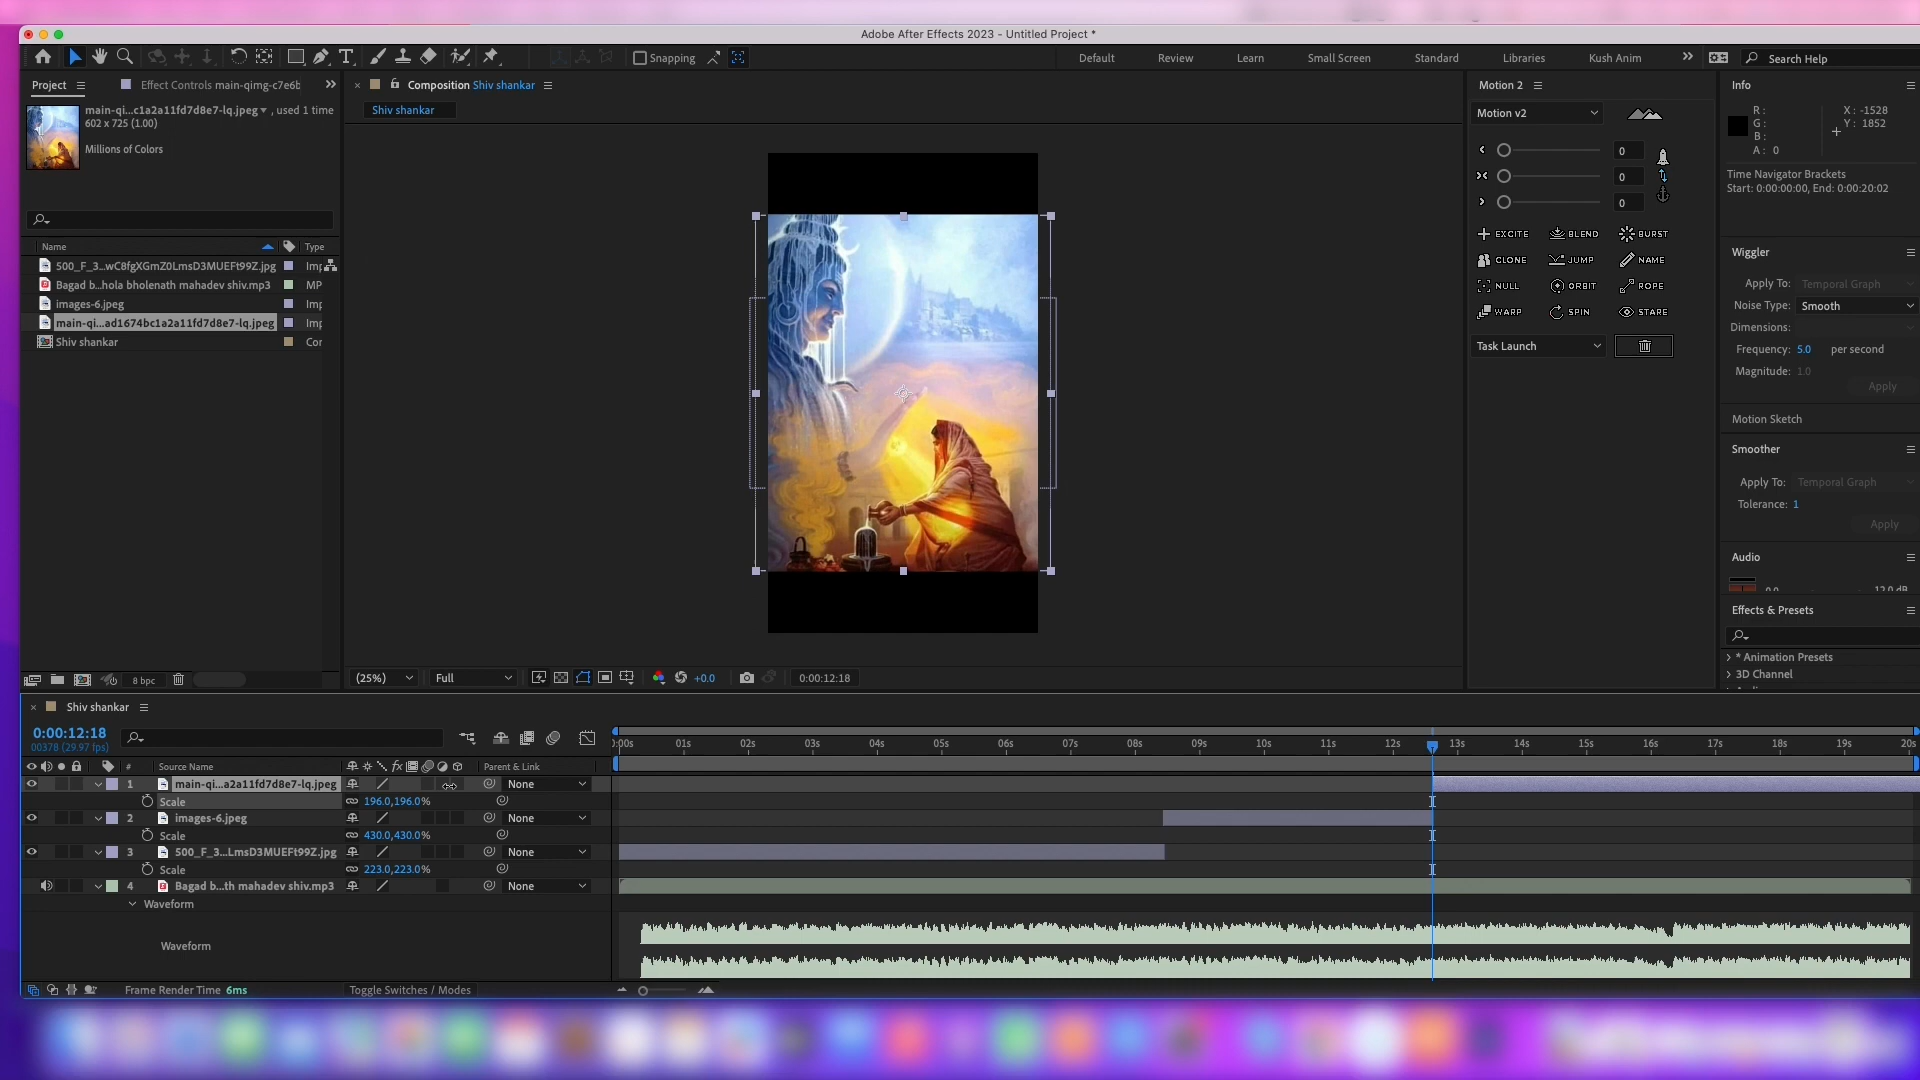 Adobe After Effects 2023 - Untitled Project *
Snapping
Default
Review
Learn
Small Screen
Standard
Libraries
Kush Anim
Search Help
Project
Effect Controls main-qimg-c7e6b
main-qi...c1a2a11fd7d8e7-lq.jpeg , used 1 time
602 x 725 (1.00)
Millions of Colors
Name
Type
500_F_3...wC8fgXGmZ0LmsD3MUEFt99Z.jpg
Bagad b...hola bholenath mahadev shiv.mp3
MP
images-6.jpeg
main-qi...ad1674bc1a2a11fd7d8e7-lq.jpeg
Shiv shankar
8 bpc
Composition Shiv shankar
Shiv shankar
(25%)
Full
+0.0
0:00:12:18
Motion 2
Motion v2
0
0
0
EXCITE
BLEND
BURST
CLONE
JUMP
NAME
NULL
ORBIT
ROPE
WARP
SPIN
STARE
Task Launch
Info
R :
G :
B :
A : 0
X : -1528
Y : 1852
Time Navigator Brackets
Start: 0:00:00:00, End: 0:00:20:02
Wiggler
Apply To: Temporal Graph
Noise Type: Smooth
Dimensions:
Frequency: 5.0 per second
Magnitude: 1.0
Apply
Motion Sketch
Smoother
Apply To: Temporal Graph
Tolerance: 1
Apply
Audio
Effects & Presets
* Animation Presets
3D Channel
Shiv shankar
0:00:12:18
00378 (29.97 fps)
# Source Name
Parent & Link
1 main-qi...a2a11fd7d8e7-lq.jpeg None
Scale 196.0,196.0%
2 images-6.jpeg None
Scale 430.0,430.0%
3 500_F_3...LmsD3MUEFt99Z.jpg None
Scale 223.0,223.0%
4 Bagad b...th mahadev shiv.mp3 None
Waveform
Waveform
:00s 01s 02s 03s 04s 05s 06s 07s 08s 09s 10s 11s 12s 13s 14s 15s 16s 17s 18s 19s 20s
Frame Render Time 6ms
Toggle Switches / Modes